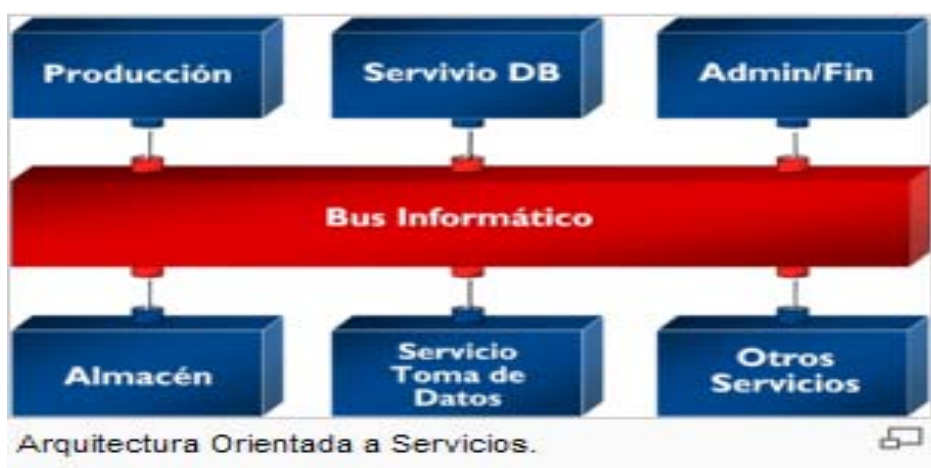 Producción
Servivio DB
Admin/Fin
Bus Informático
Almacén
Servicio
Toma de
Datos
Otros
Servicios
Arquitectura Orientada a Servicios.